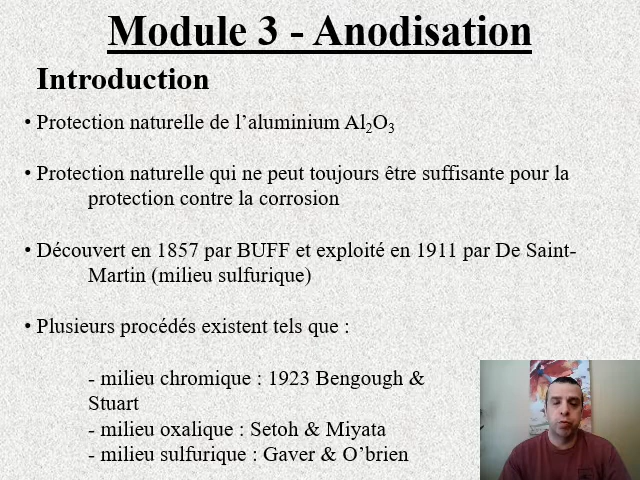 Module 3 - Anodisation
Introduction
• Protection naturelle de l’aluminium Al₂O₃
• Protection naturelle qui ne peut toujours être suffisante pour la
protection contre la corrosion
• Découvert en 1857 par BUFF et exploité en 1911 par De Saint-
Martin (milieu sulfurique)
• Plusieurs procédés existent tels que :
- milieu chromique : 1923 Bengough &
Stuart
- milieu oxalique : Setoh & Miyata
- milieu sulfurique : Gaver & O’brien